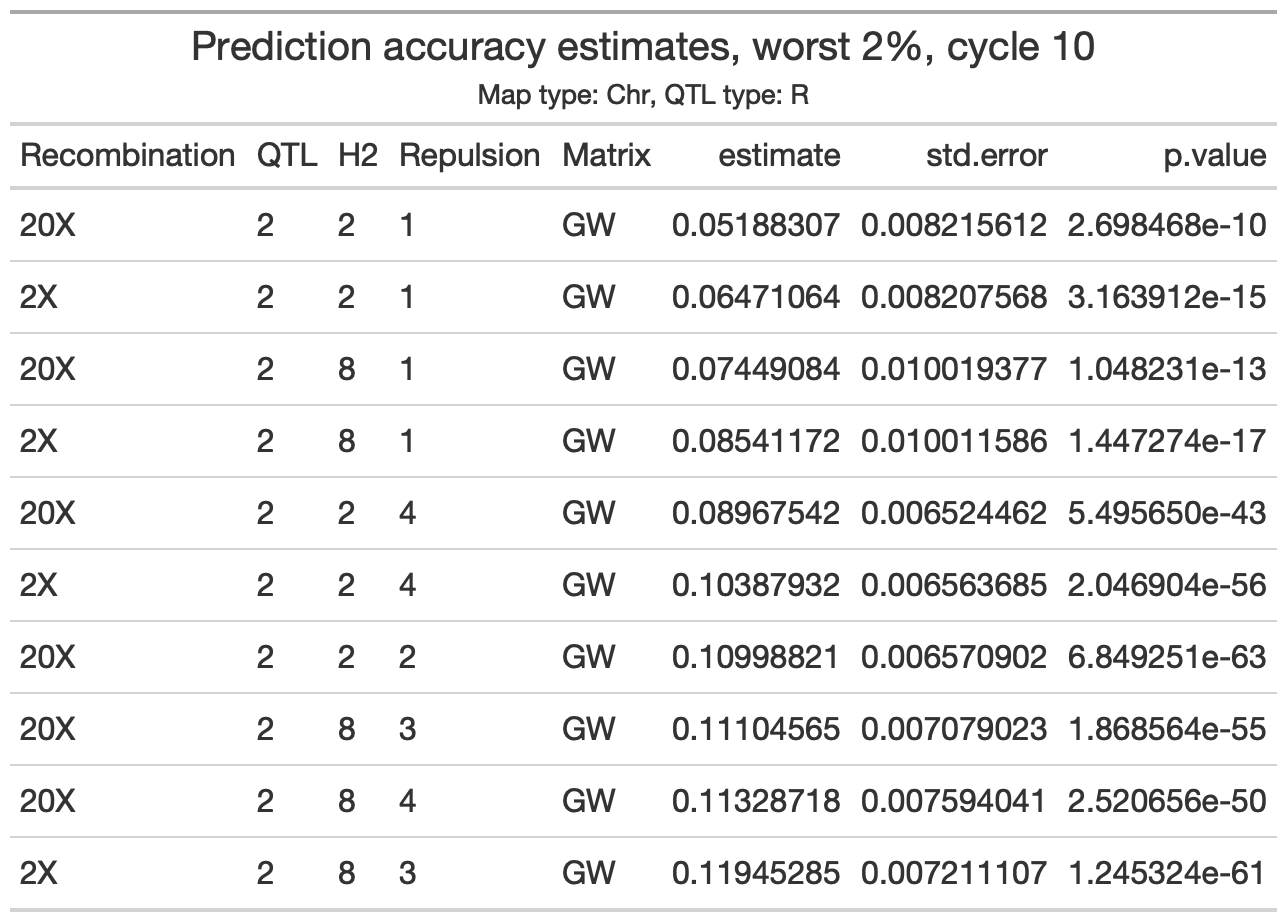 Prediction accuracy estimates, worst 2%, cycle 10
Map type: Chr, QTL type: R
Recombination QTL H2 Repulsion Matrix estimate std.error p.value
20X 2 2 1 GW 0.05188307 0.008215612 2.698468e-10
2X 2 2 1 GW 0.06471064 0.008207568 3.163912e-15
20X 2 8 1 GW 0.07449084 0.010019377 1.048231e-13
2X 2 8 1 GW 0.08541172 0.010011586 1.447274e-17
20X 2 2 4 GW 0.08967542 0.006524462 5.495650e-43
2X 2 2 4 GW 0.10387932 0.006563685 2.046904e-56
20X 2 2 2 GW 0.10998821 0.006570902 6.849251e-63
20X 2 8 3 GW 0.11104565 0.007079023 1.868564e-55
20X 2 8 4 GW 0.11328718 0.007594041 2.520656e-50
2X 2 8 3 GW 0.11945285 0.007211107 1.245324e-61